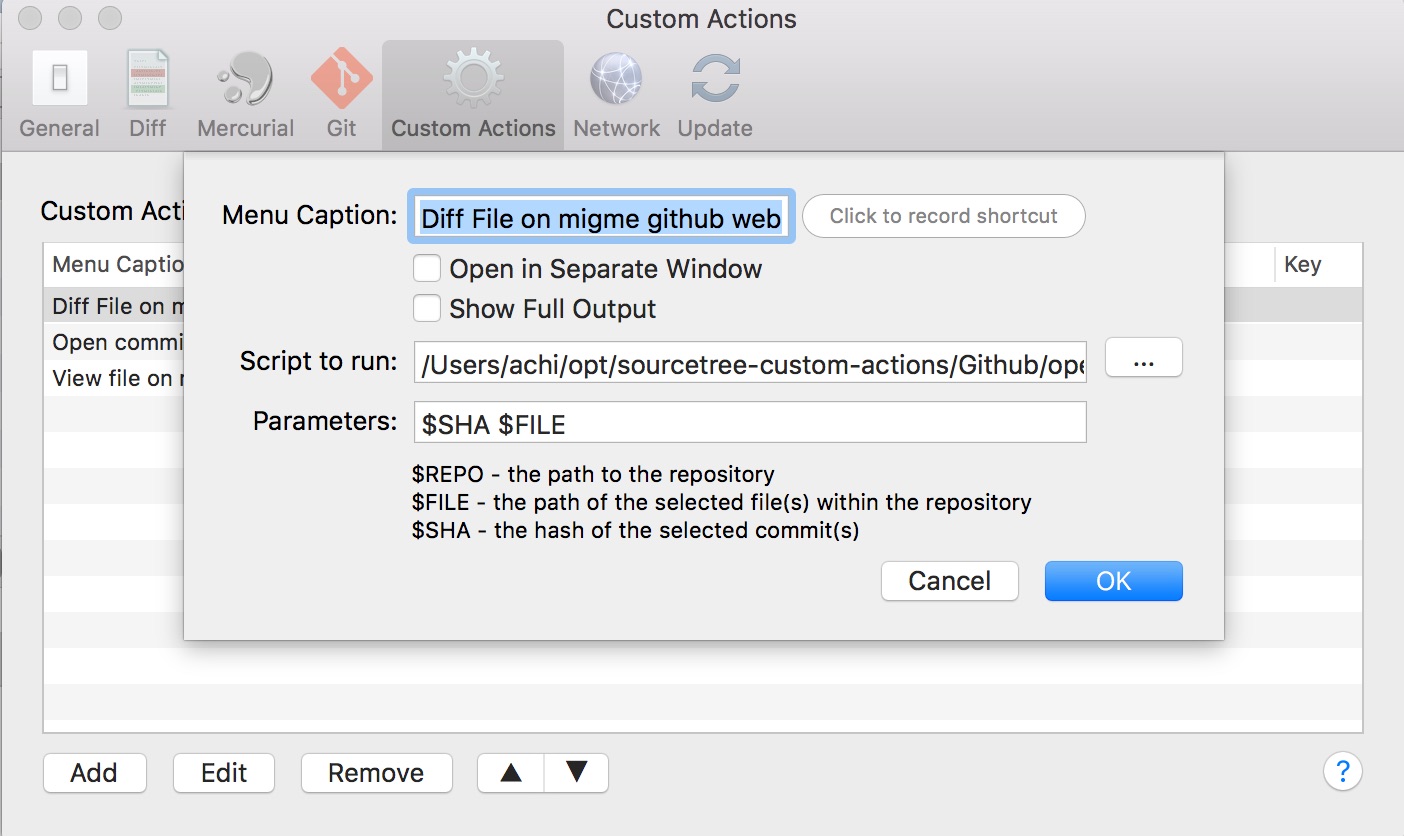 Custom Actions
General
Diff
Mercurial
Git
Custom Actions
Network
Update
Custom Acti
Menu Caption:
Diff File on migme github web
Click to record shortcut
Open in Separate Window
Show Full Output
Menu Captio
Key
Diff File on m
Open commi
View file on
Script to run:
/Users/achi/opt/sourcetree-custom-actions/Github/ope
...
Parameters:
$SHA $FILE
$REPO - the path to the repository
$FILE - the path of the selected file(s) within the repository
$SHA - the hash of the selected commit(s)
Cancel
OK
Add
Edit
Remove
▲
▼
?